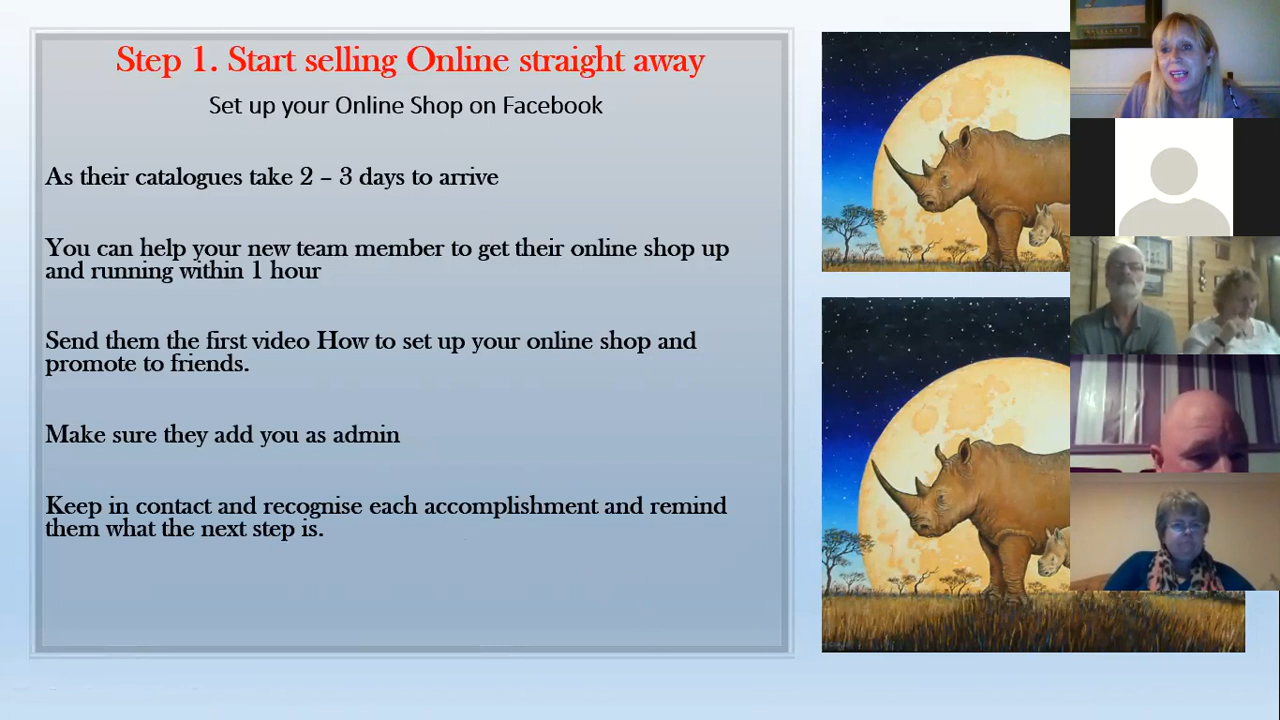 Step 1. Start selling Online straight away
Set up your Online Shop on Facebook
As their catalogues take 2 – 3 days to arrive
You can help your new team member to get their online shop up
and running within 1 hour
Send them the first video How to set up your online shop and
promote to friends.
Make sure they add you as admin
Keep in contact and recognise each accomplishment and remind
them what the next step is.